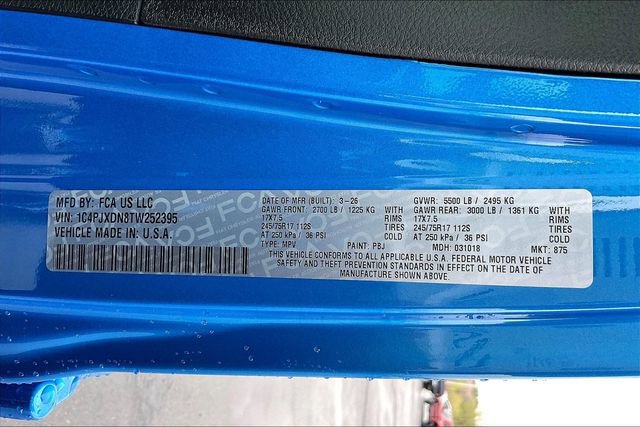 MFD BY: FCA US LLC
VIN: 1C4PJXDN8TW252395
VEHICLE MADE IN: U.S.A.
DATE OF MFR (BUILT): 3-26 GVWR: 5500 LB / 2495 KG
GAWR FRONT: 2700 LB / 1225 KG WITH GAWR REAR: 3000 LB / 1361 KG WITH
17X7.5 RIMS 17X7.5 RIMS
245/75R17 112S TIRES 245/75R17 112S TIRES
AT 250 kPa / 36 PSI COLD AT 250 kPa / 36 PSI COLD
TYPE: MPV PAINT: PBJ MDH: 031018 MKT: 875
THIS VEHICLE CONFORMS TO ALL APPLICABLE U.S.A. FEDERAL MOTOR VEHICLE
SAFETY AND THEFT PREVENTION STANDARDS IN EFFECT ON THE DATE OF
MANUFACTURE SHOWN ABOVE.